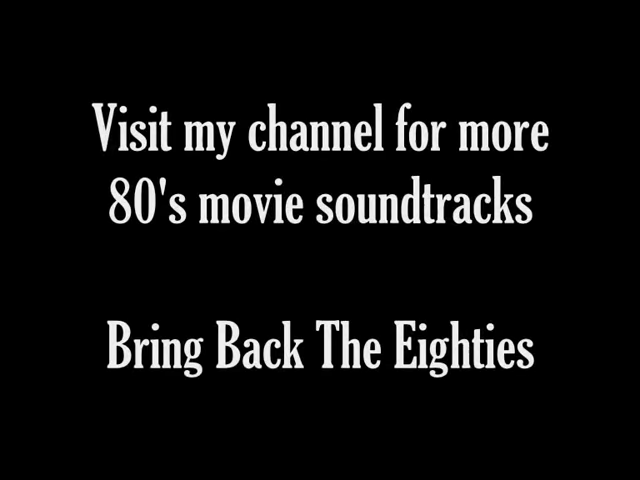 Visit my channel for more
80's movie soundtracks
Bring Back The Eighties